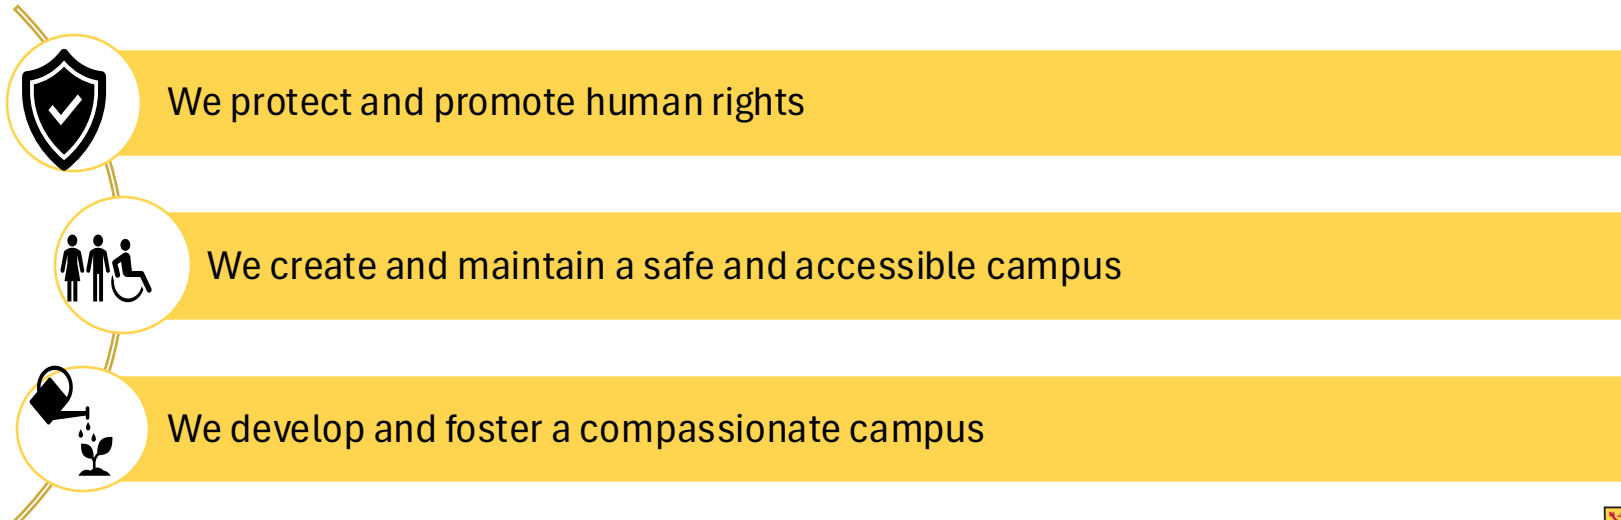 We protect and promote human rights
We create and maintain a safe and accessible campus
We develop and foster a compassionate campus